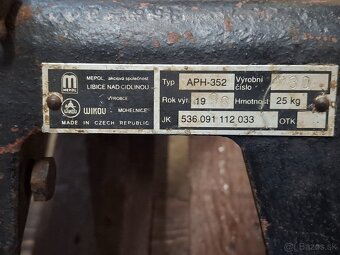 MEPOL akciová společnost
LIBICE NAD CIDLINOU
VÝROBCE
WIKOV MOHELNICE
MADE IN CZECH REPUBLIC
Typ APH-352 Výrobní číslo
Rok výr. 19 Hmotnost 25 kg
JK 536 091 112 033 OTK
Bazos.sk